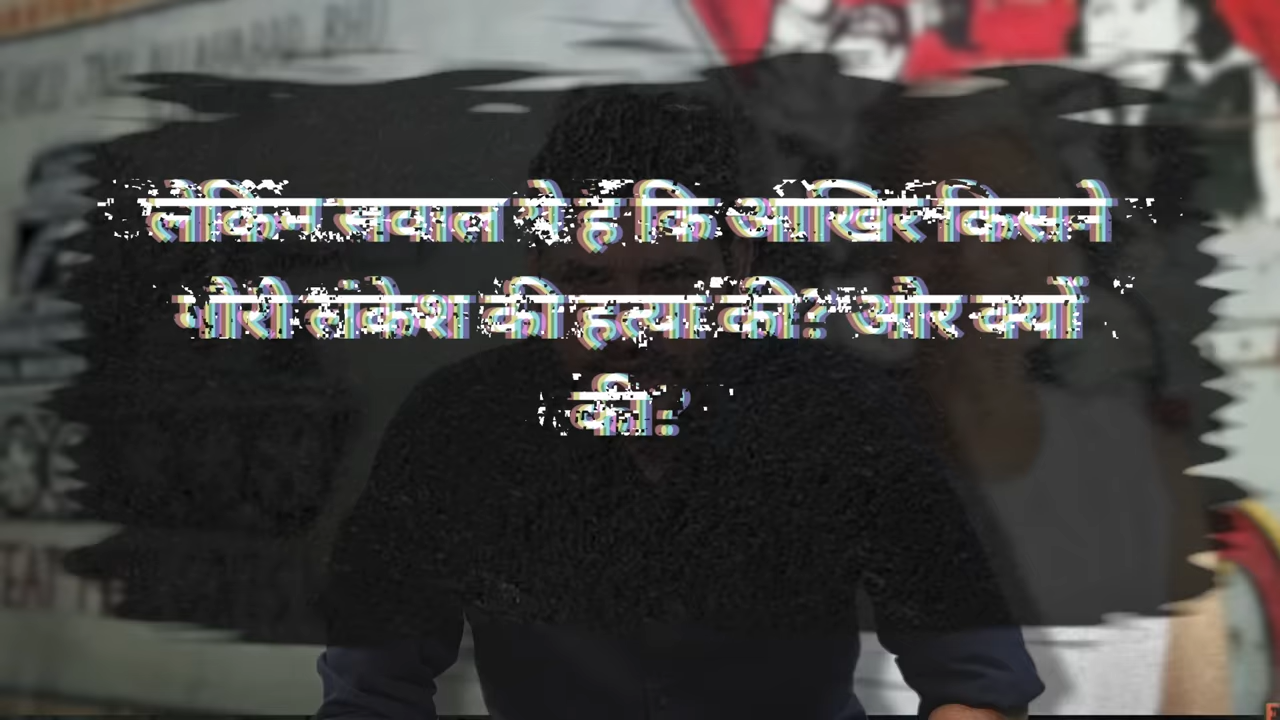 लेकिन सवाल ये है कि आखिर किसने
गौरी लंकेश की हत्या की? और क्यों
की?